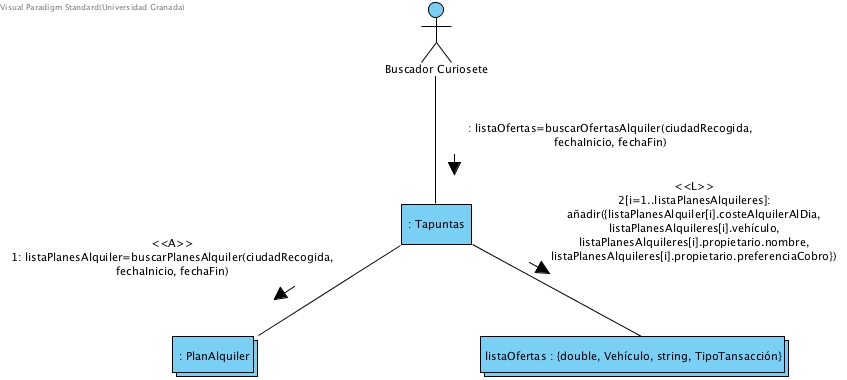 Visual Paradigm Standard(Universidad Granada)
Buscador Curiosete
: listaOfertas=buscarOfertasAlquiler(ciudadRecogida,
fechaInicio, fechaFin)
<<L>>
2[i=1..listaPlanesAlquileres]:
añadir({listaPlanesAlquiler[i].costeAlquilerAlDia,
listaPlanesAlquileres[i].vehículo,
listaPlanesAlquileres[i].propietario.nombre,
listaPlanesAlquileres[i].propietario.preferenciaCobro})
: Tapuntas
<<A>>
1: listaPlanesAlquiler=buscarPlanesAlquiler(ciudadRecogida,
fechaInicio, fechaFin)
: PlanAlquiler
listaOfertas : {double, Vehículo, string, TipoTansacción}